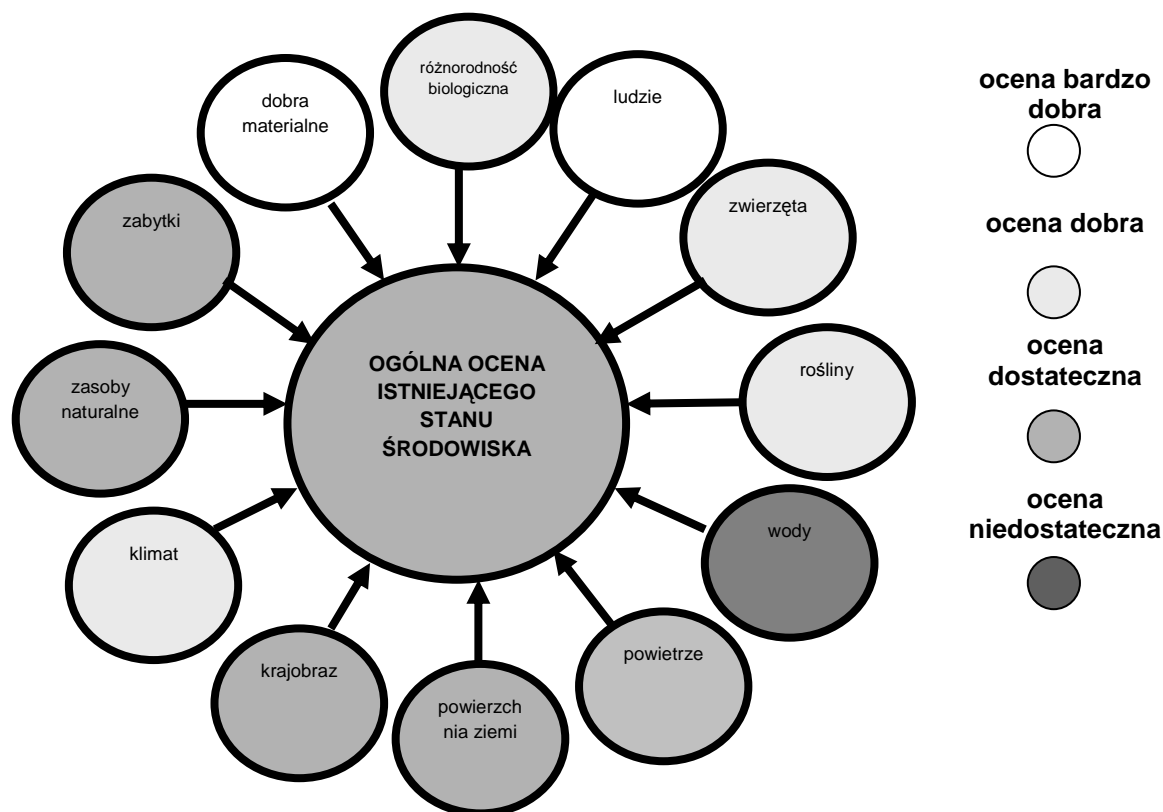 różnorodność
biologiczna
ludzie
dobra
materialne
zwierzęta
zabytki
rośliny
zasoby
naturalne
OGÓLNA OCENA
ISTNIEJĄCEGO
STANU
ŚRODOWISKA
wody
klimat
powietrze
krajobraz
powierzch
nia ziemi
ocena bardzo
dobra
ocena dobra
ocena
dostateczna
ocena
niedostateczna